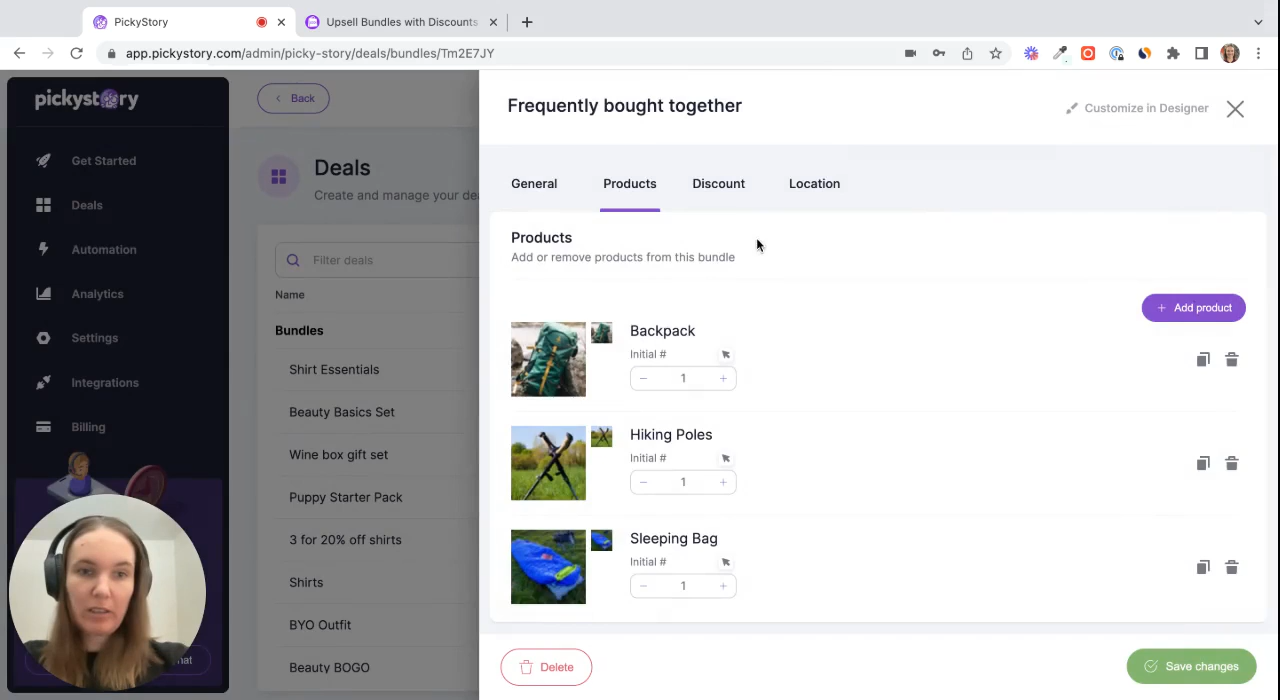 PickyStory
Upsell Bundles with Discounts
app.pickystory.com/admin/picky-story/deals/bundles/Tm2E7JY
pickystory
Get Started
Deals
Automation
Analytics
Settings
Integrations
Billing
hat
Back
Deals
Create and manage your dea
Filter deals
Name
Bundles
Shirt Essentials
Beauty Basics Set
Wine box gift set
Puppy Starter Pack
3 for 20% off shirts
Shirts
BYO Outfit
Beauty BOGO
Frequently bought together
Customize in Designer
General Products Discount Location
Products
Add or remove products from this bundle
+ Add product
Backpack
Initial #
− 1 +
Hiking Poles
Initial #
− 1 +
Sleeping Bag
Initial #
− 1 +
Delete
Save changes